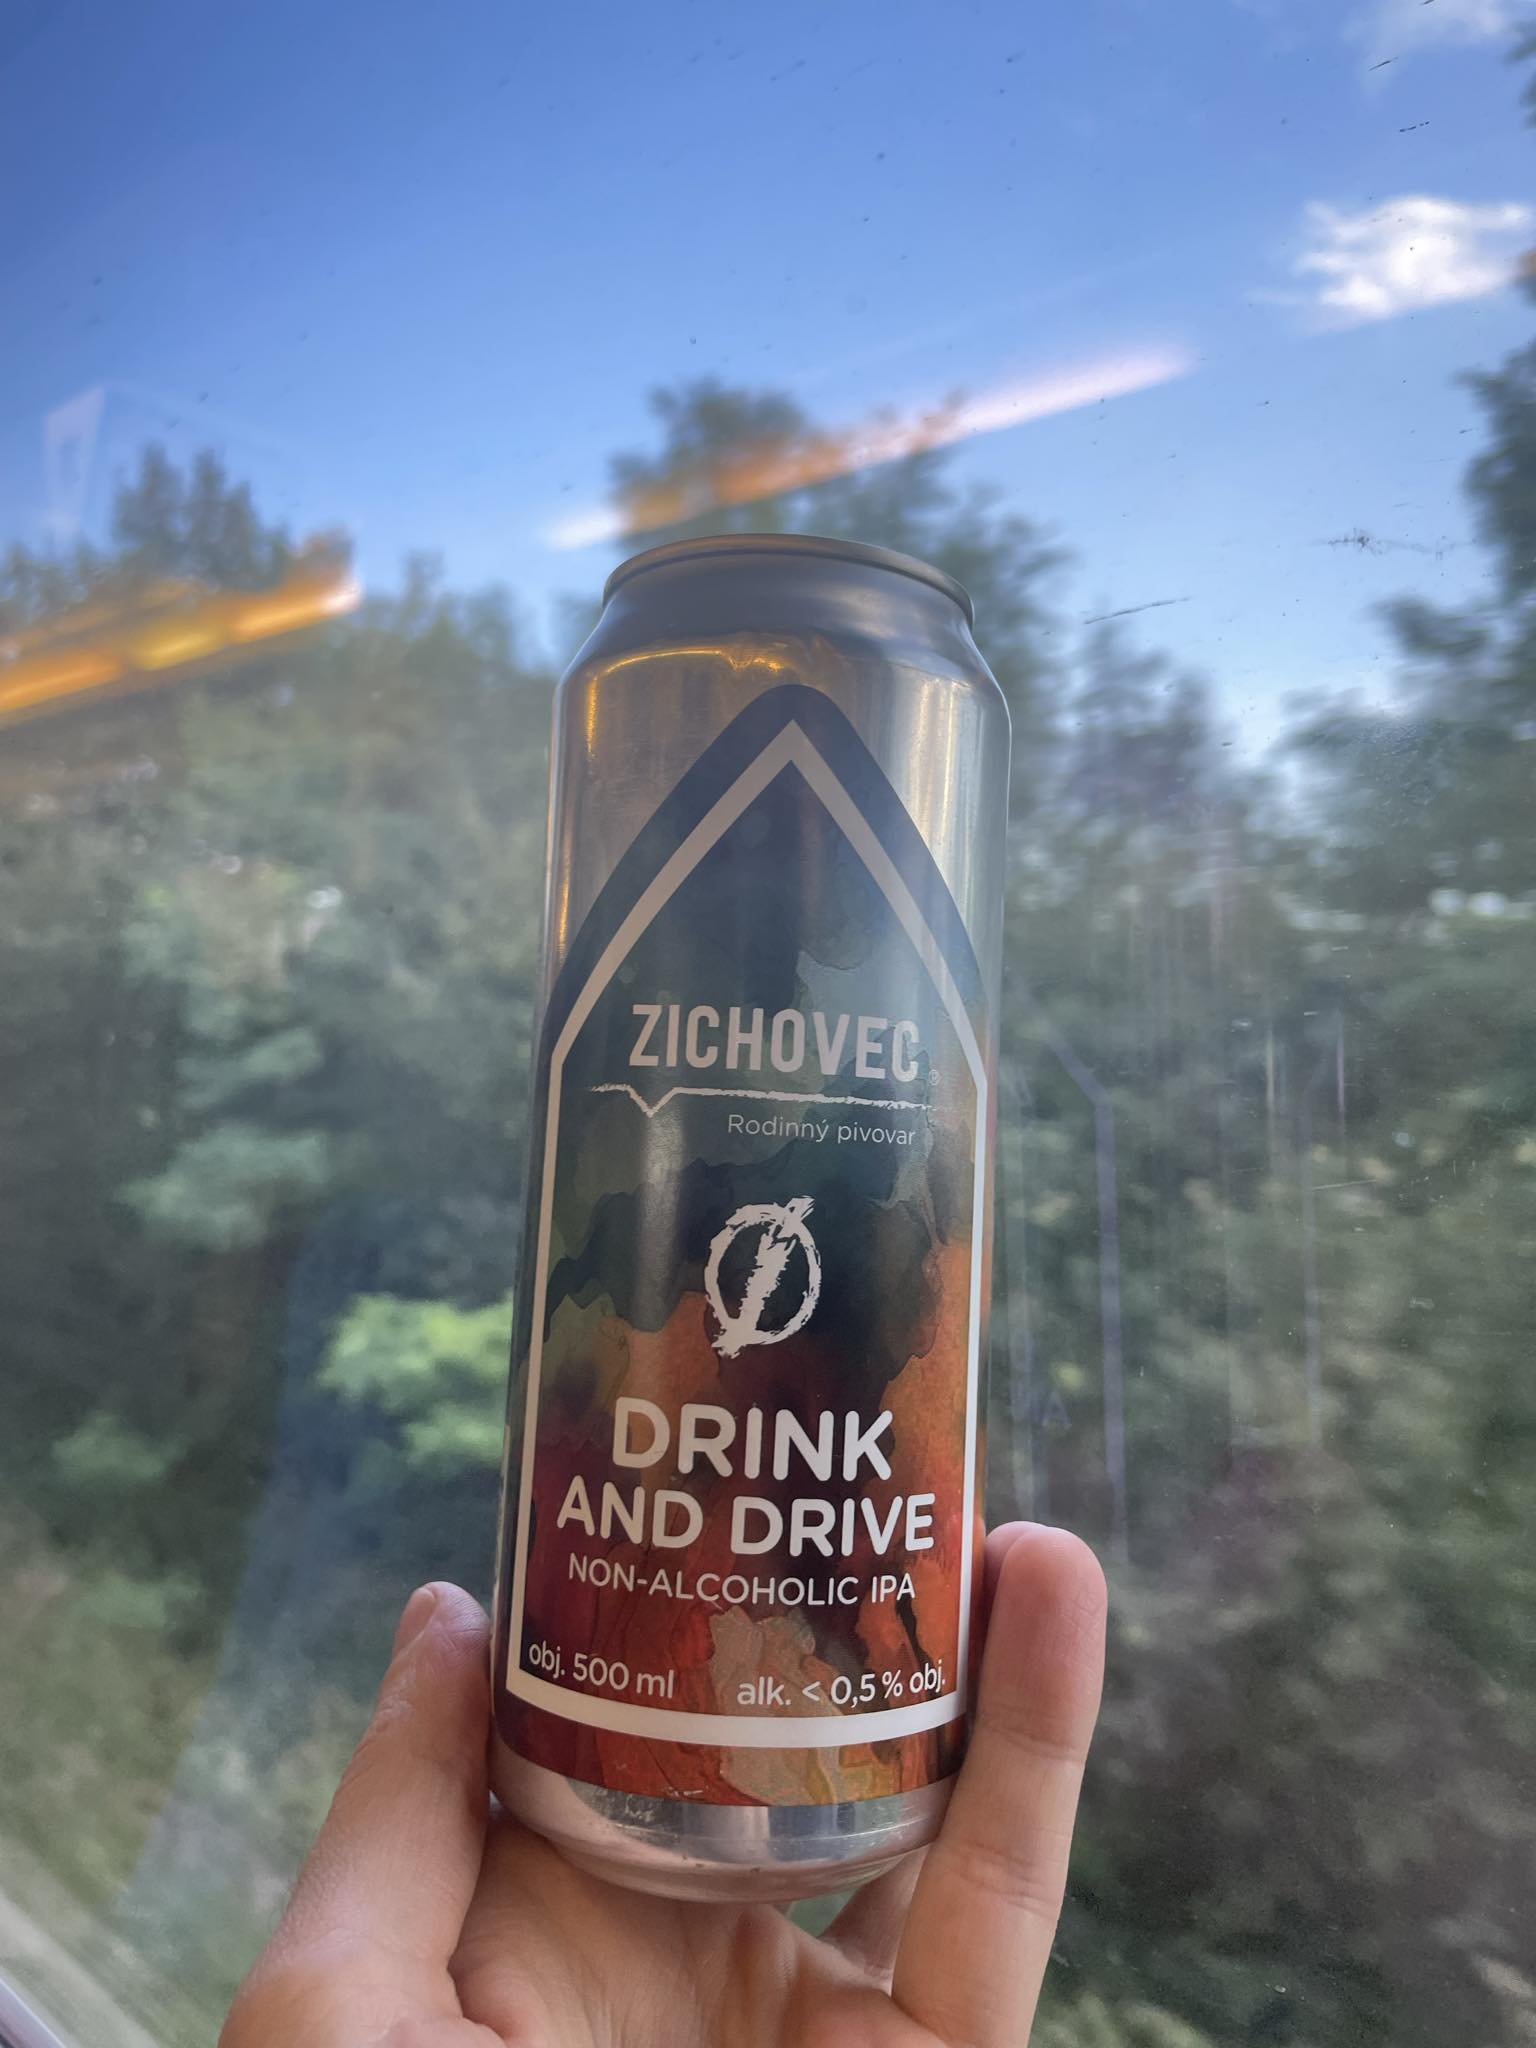 ZICHOVEC®
Rodinný pivovar
Ø
DRINK
AND DRIVE
NON-ALCOHOLIC IPA
obj. 500 ml alk. < 0,5 % obj.